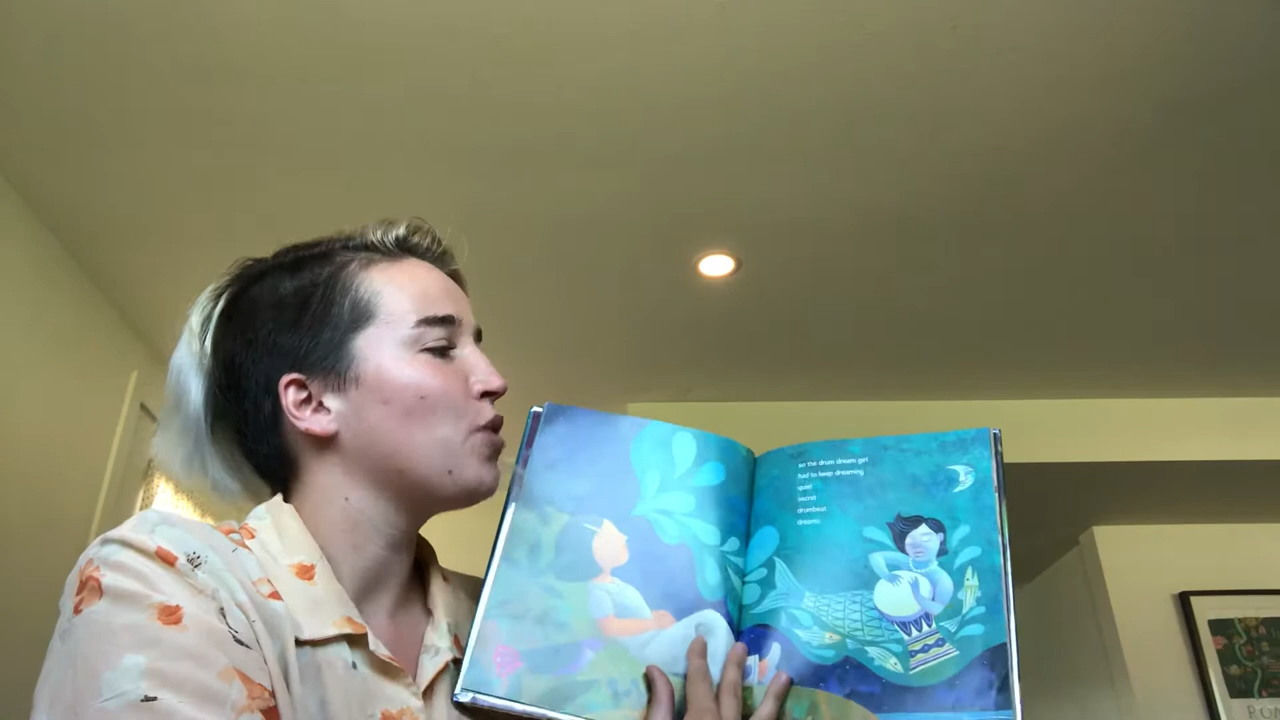 so the drum dream girl
had to keep dreaming
quiet
secret
drumbeat
dreams